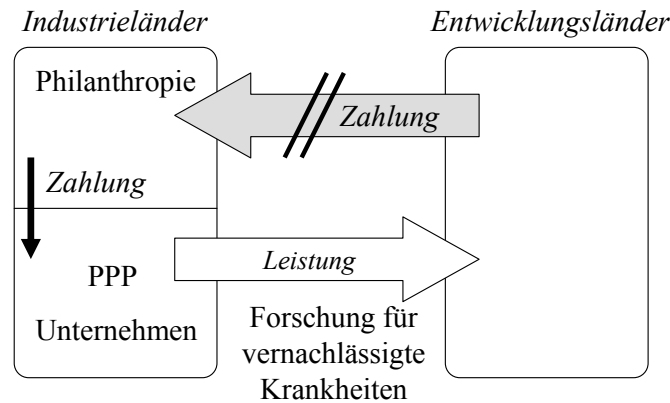 Industrieländer
Entwicklungsländer
Philanthropie
Zahlung
Zahlung
PPP
Unternehmen
Leistung
Forschung für
vernachlässigte
Krankheiten